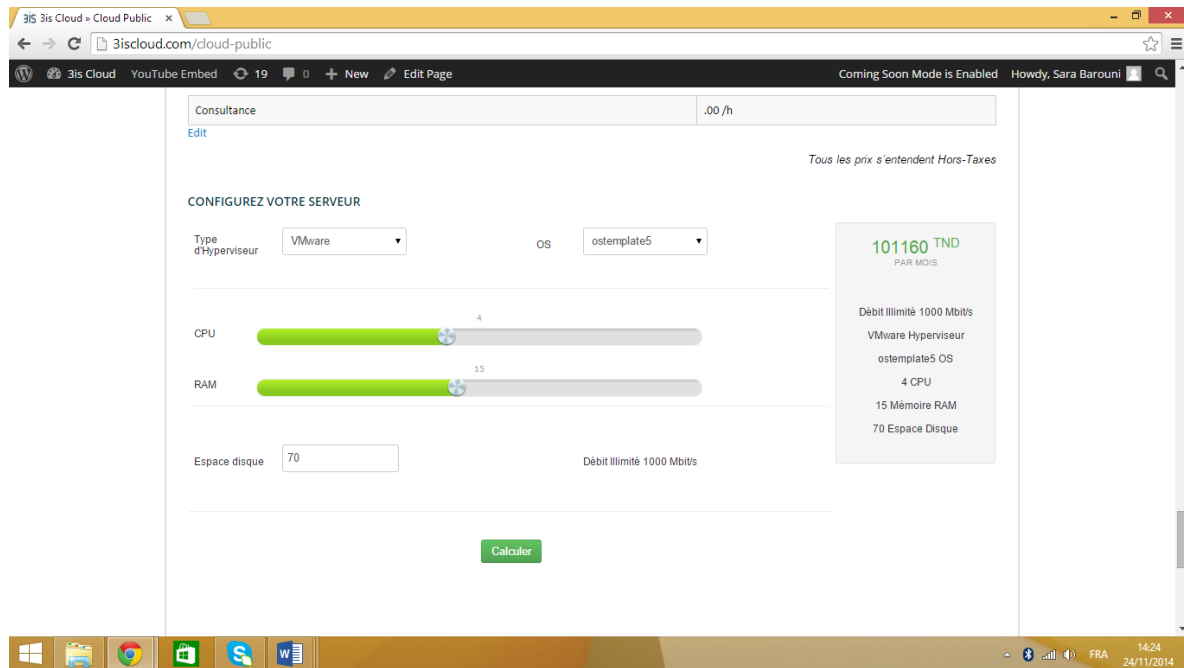 3is Cloud » Cloud Public
3iscloud.com/cloud-public
3is Cloud YouTube Embed 19 0 + New Edit Page Coming Soon Mode is Enabled Howdy, Sara Barouni
Consultance .00 /h
Edit
Tous les prix s'entendent Hors-Taxes
CONFIGUREZ VOTRE SERVEUR
Type
d'Hyperviseur
VMware
OS
ostemplate5
101160 TND
PAR MOIS
Dèbit Illimité 1000 Mbit/s
VMware Hyperviseur
ostemplate5 OS
4 CPU
15 Mèmoire RAM
70 Espace Disque
4
CPU
15
RAM
Espace disque 70 Dèbit Illimité 1000 Mbit/s
Calculer
FRA
14:24
24/11/2014